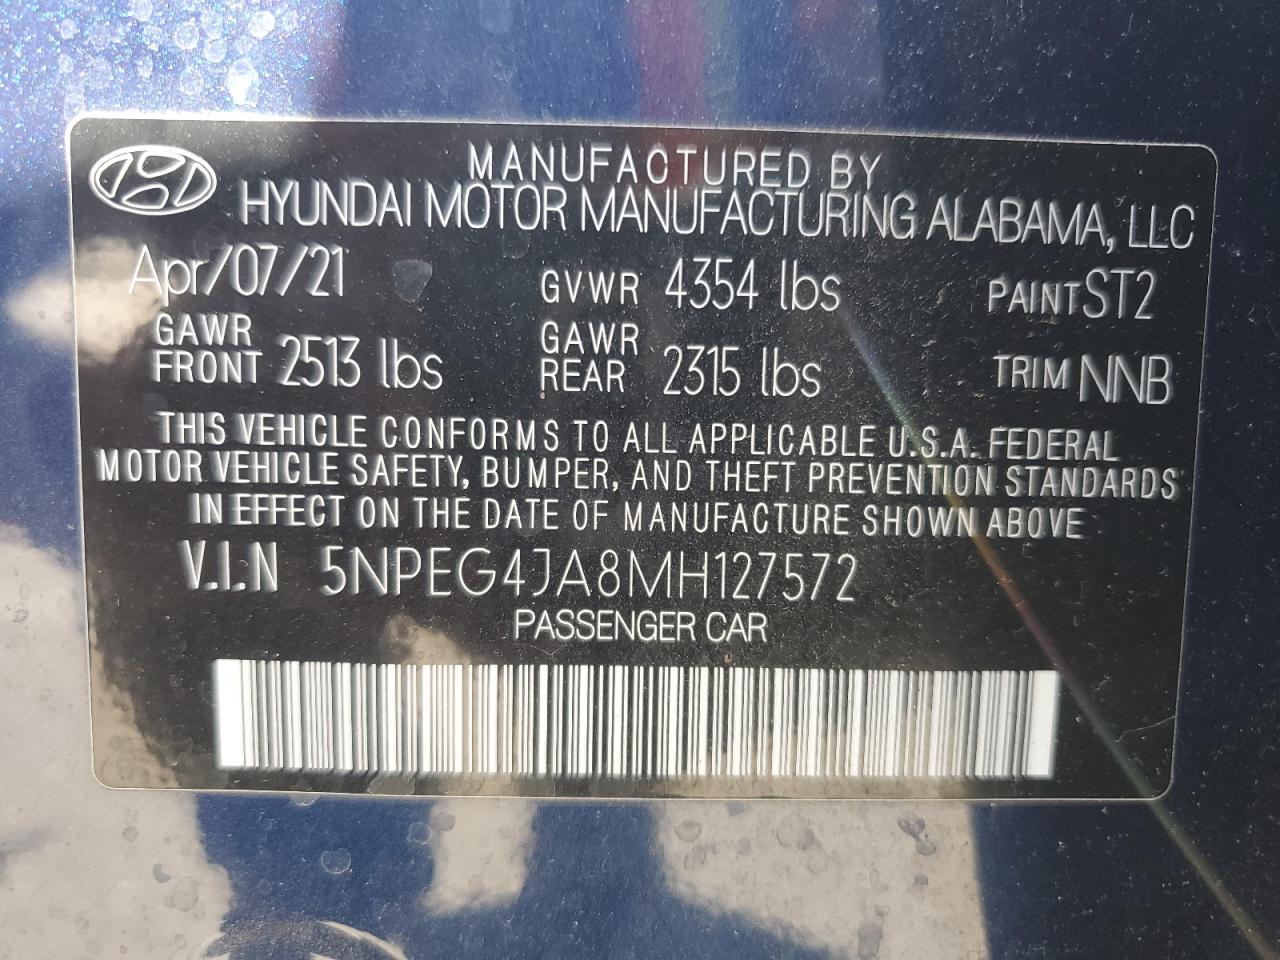 MANUFACTURED BY
HYUNDAI MOTOR MANUFACTURING ALABAMA, LLC
Apr/07/21 GVWR 4354 lbs PAINT ST2
GAWR FRONT 2513 lbs GAWR REAR 2315 lbs TRIM NNB
THIS VEHICLE CONFORMS TO ALL APPLICABLE U.S.A. FEDERAL
MOTOR VEHICLE SAFETY, BUMPER, AND THEFT PREVENTION STANDARDS
IN EFFECT ON THE DATE OF MANUFACTURE SHOWN ABOVE
V.I.N 5NPEG4JA8MH127572
PASSENGER CAR